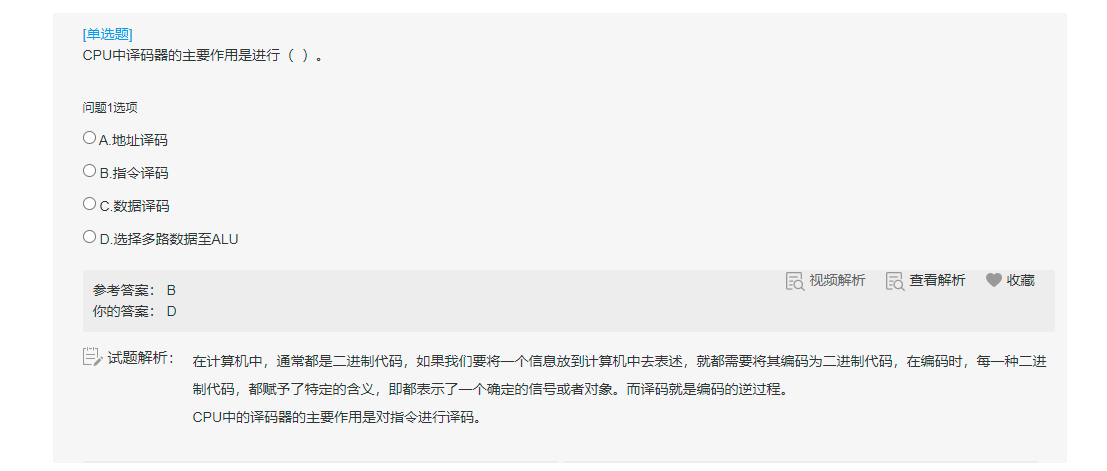 [单选题]
CPU中译码器的主要作用是进行（ ）。
问题1选项
A.地址译码
B.指令译码
C.数据译码
D.选择多路数据至ALU
视频解析 查看解析 收藏
参考答案： B
你的答案： D
试题解析： 在计算机中，通常都是二进制代码，如果我们要将一个信息放到计算机中去表述，就都需要将其编码为二进制代码，在编码时，每一种二进
制代码，都赋予了特定的含义，即都表示了一个确定的信号或者对象。而译码就是编码的逆过程。
CPU中的译码器的主要作用是对指令进行译码。